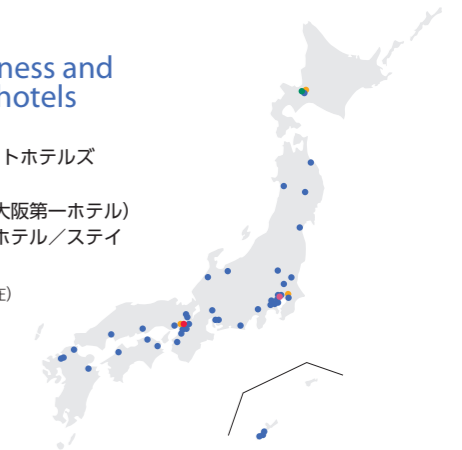 ness and
hotels
トホテルズ
大阪第一ホテル）
ホテル／ステイ
在）